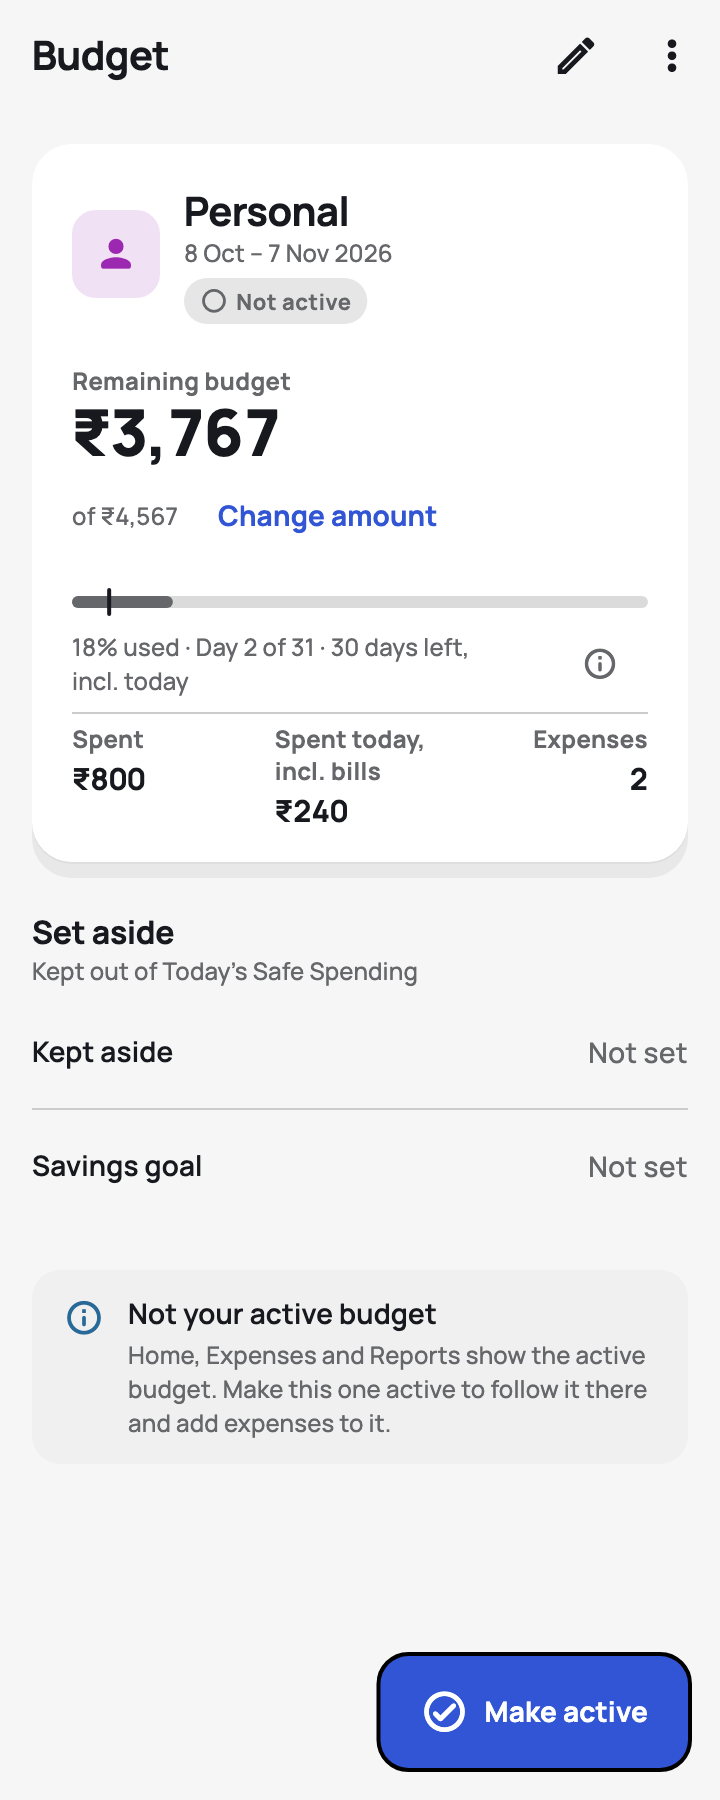 Budget
Personal
8 Oct – 7 Nov 2026
Not active
Remaining budget
₹3,767
of ₹4,567 Change amount
18% used · Day 2 of 31 · 30 days left,
incl. today
Spent
₹800
Spent today,
incl. bills
₹240
Expenses
2
Set aside
Kept out of Today’s Safe Spending
Kept aside Not set
Savings goal Not set
Not your active budget
Home, Expenses and Reports show the active
budget. Make this one active to follow it there
and add expenses to it.
Make active